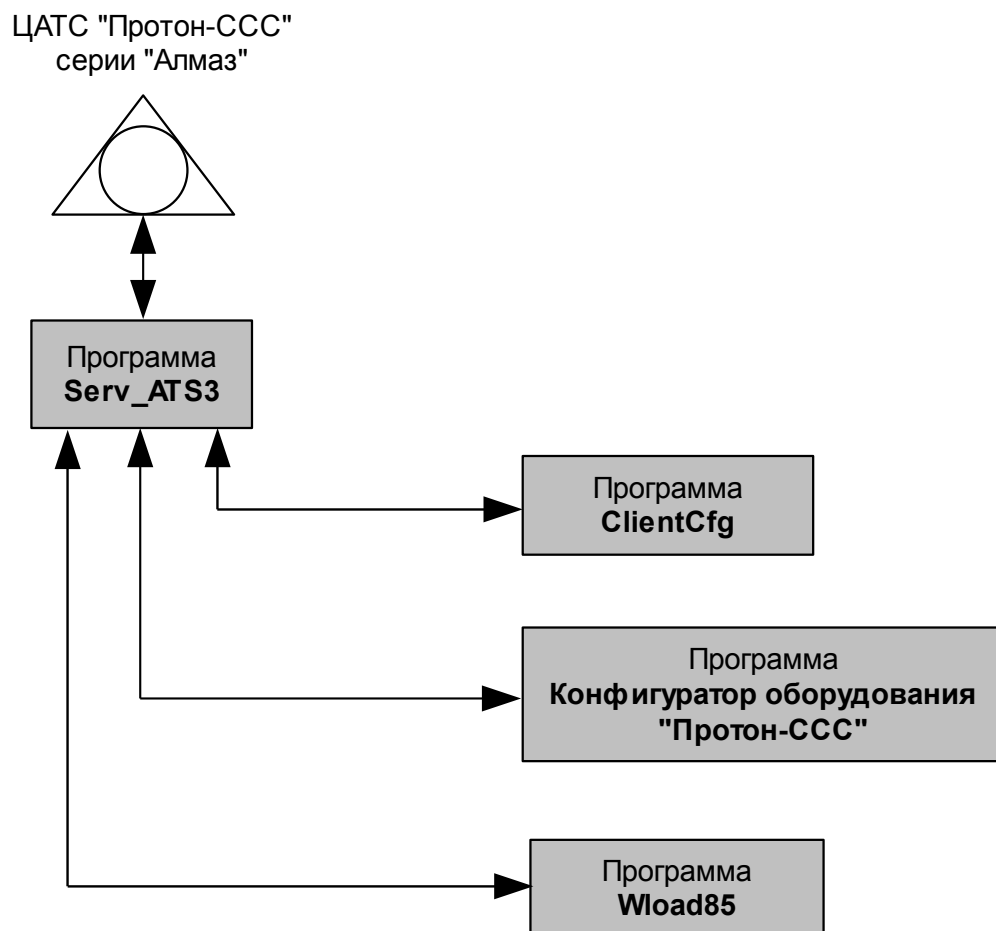 ЦАТС "Протон-ССС"
серии "Алмаз"
Программа
Serv_ATS3
Программа
ClientCfg
Программа
Конфигуратор оборудования
"Протон-ССС"
Программа
Wload85